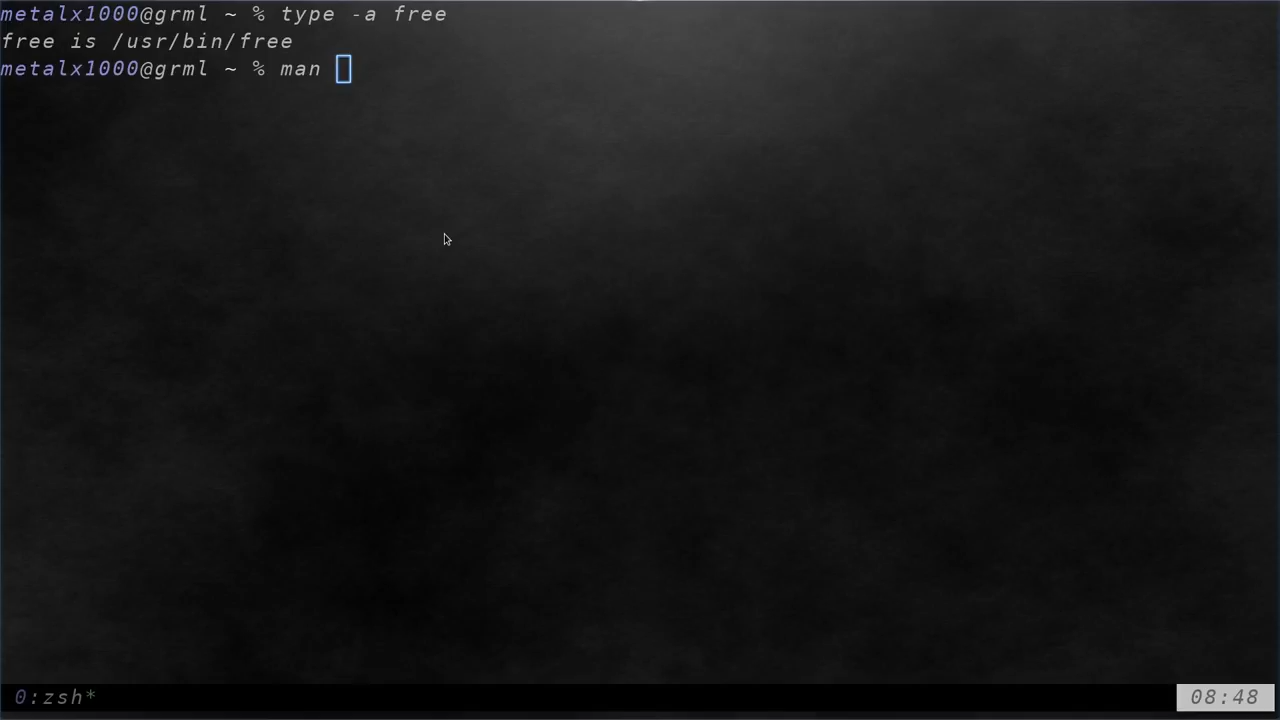 metalx1000@grml ~ % type -a free
free is /usr/bin/free
metalx1000@grml ~ % man
0:zsh*
08:48